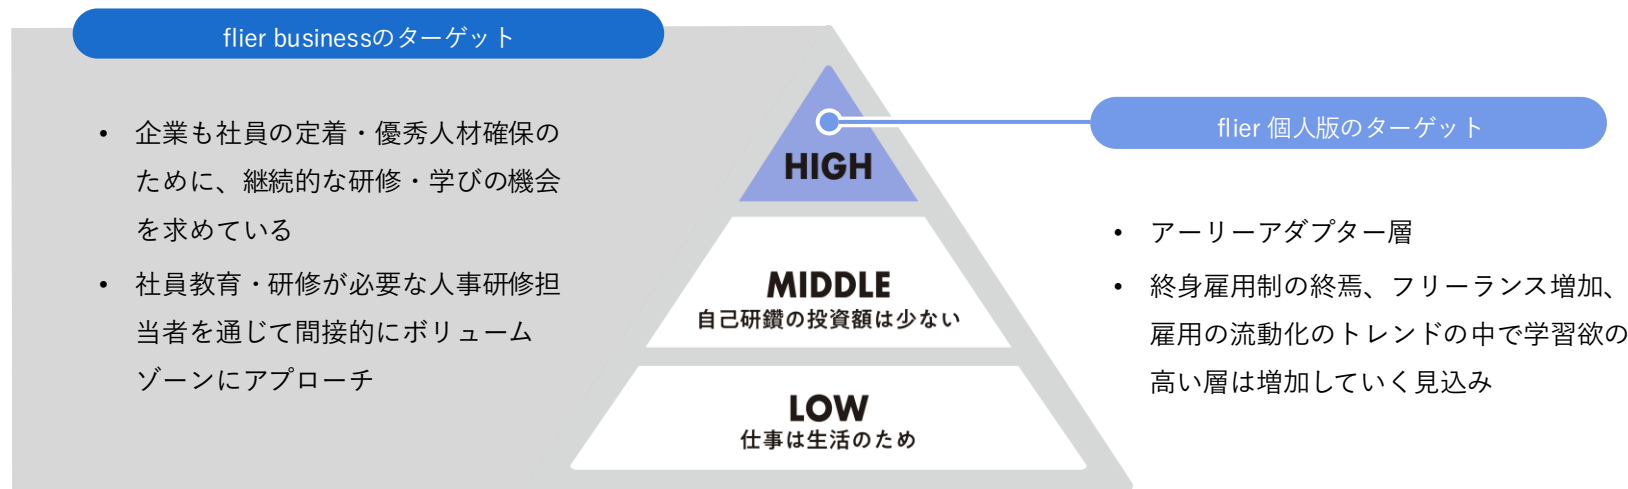 flier businessのターゲット
• 企業も社員の定着・優秀人材確保の
ために、継続的な研修・学びの機会
を求めている
• 社員教育・研修が必要な人事研修担
当者を通じて間接的にボリューム
ゾーンにアプローチ
HIGH
MIDDLE
自己研鑽の投資額は少ない
LOW
仕事は生活のため
flier 個人版のターゲット
• アーリーアダプター層
• 終身雇用制の終焉、フリーランス増加、
雇用の流動化のトレンドの中で学習欲の
高い層は増加していく見込み